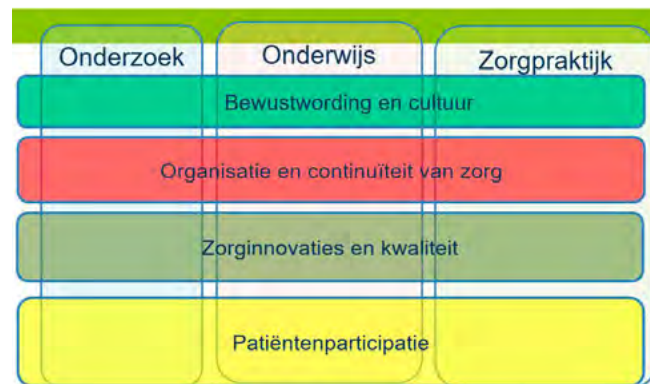 Onderzoek
Onderwijs
Zorgpraktijk
Bewustwording en cultuur
Organisatie en continuïteit van zorg
Zorginnovaties en kwaliteit
Patiëntenparticipatie